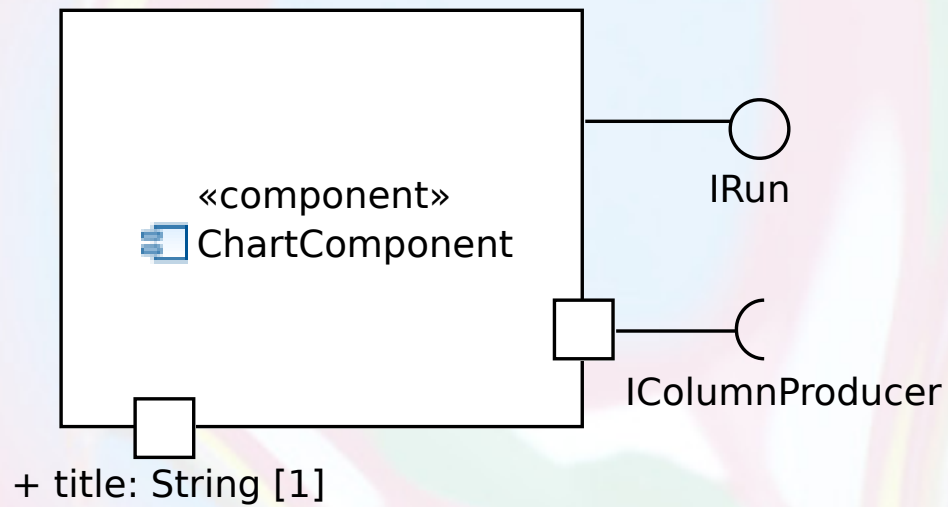 IRun
«component»
ChartComponent
IColumnProducer
+ title: String [1]